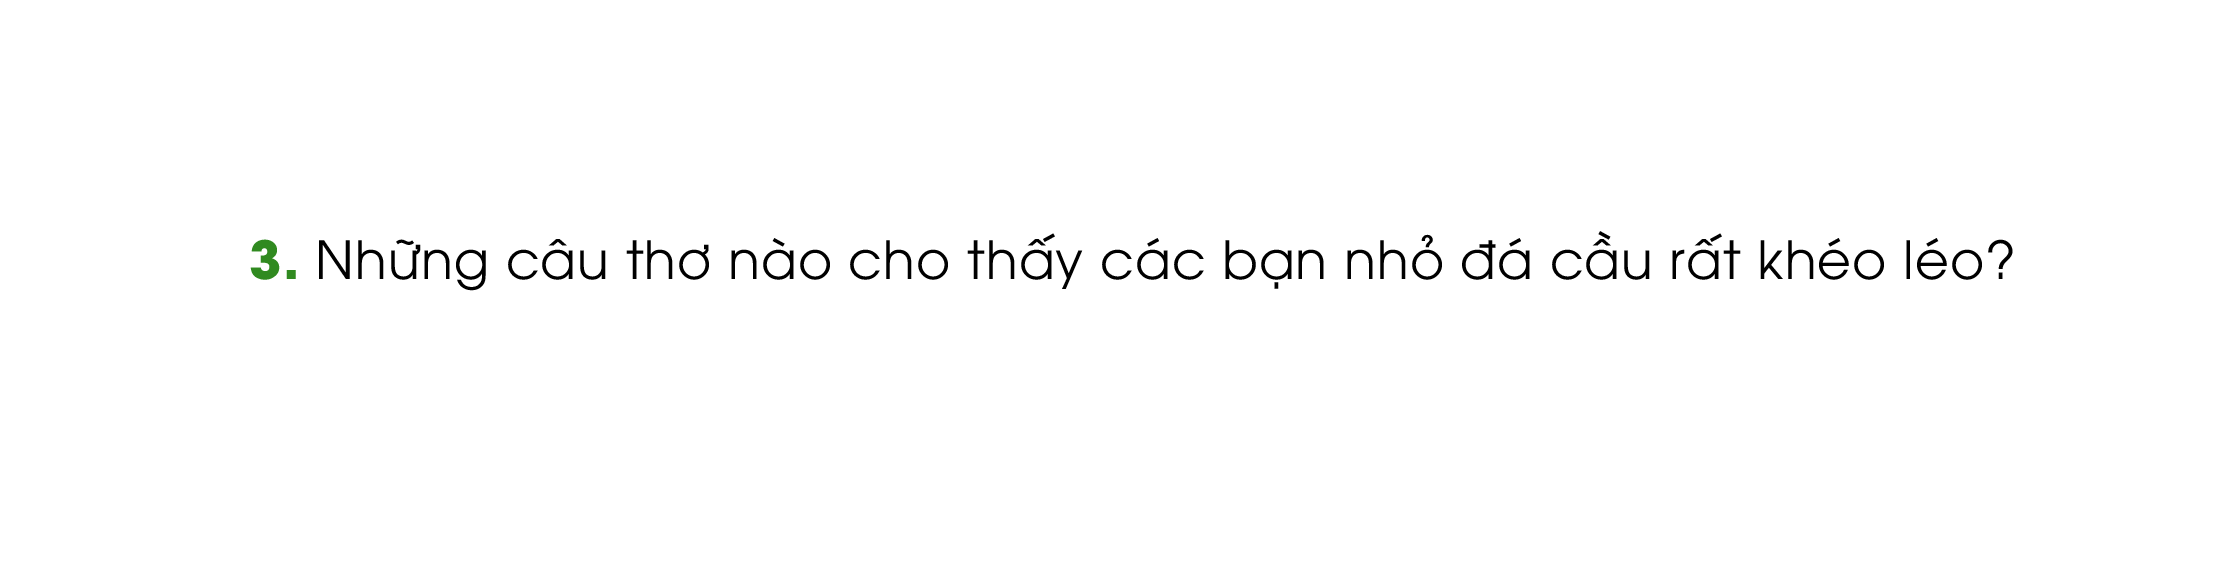 3. Những câu thơ nào cho thấy các bạn nhỏ đá cầu rất khéo léo?